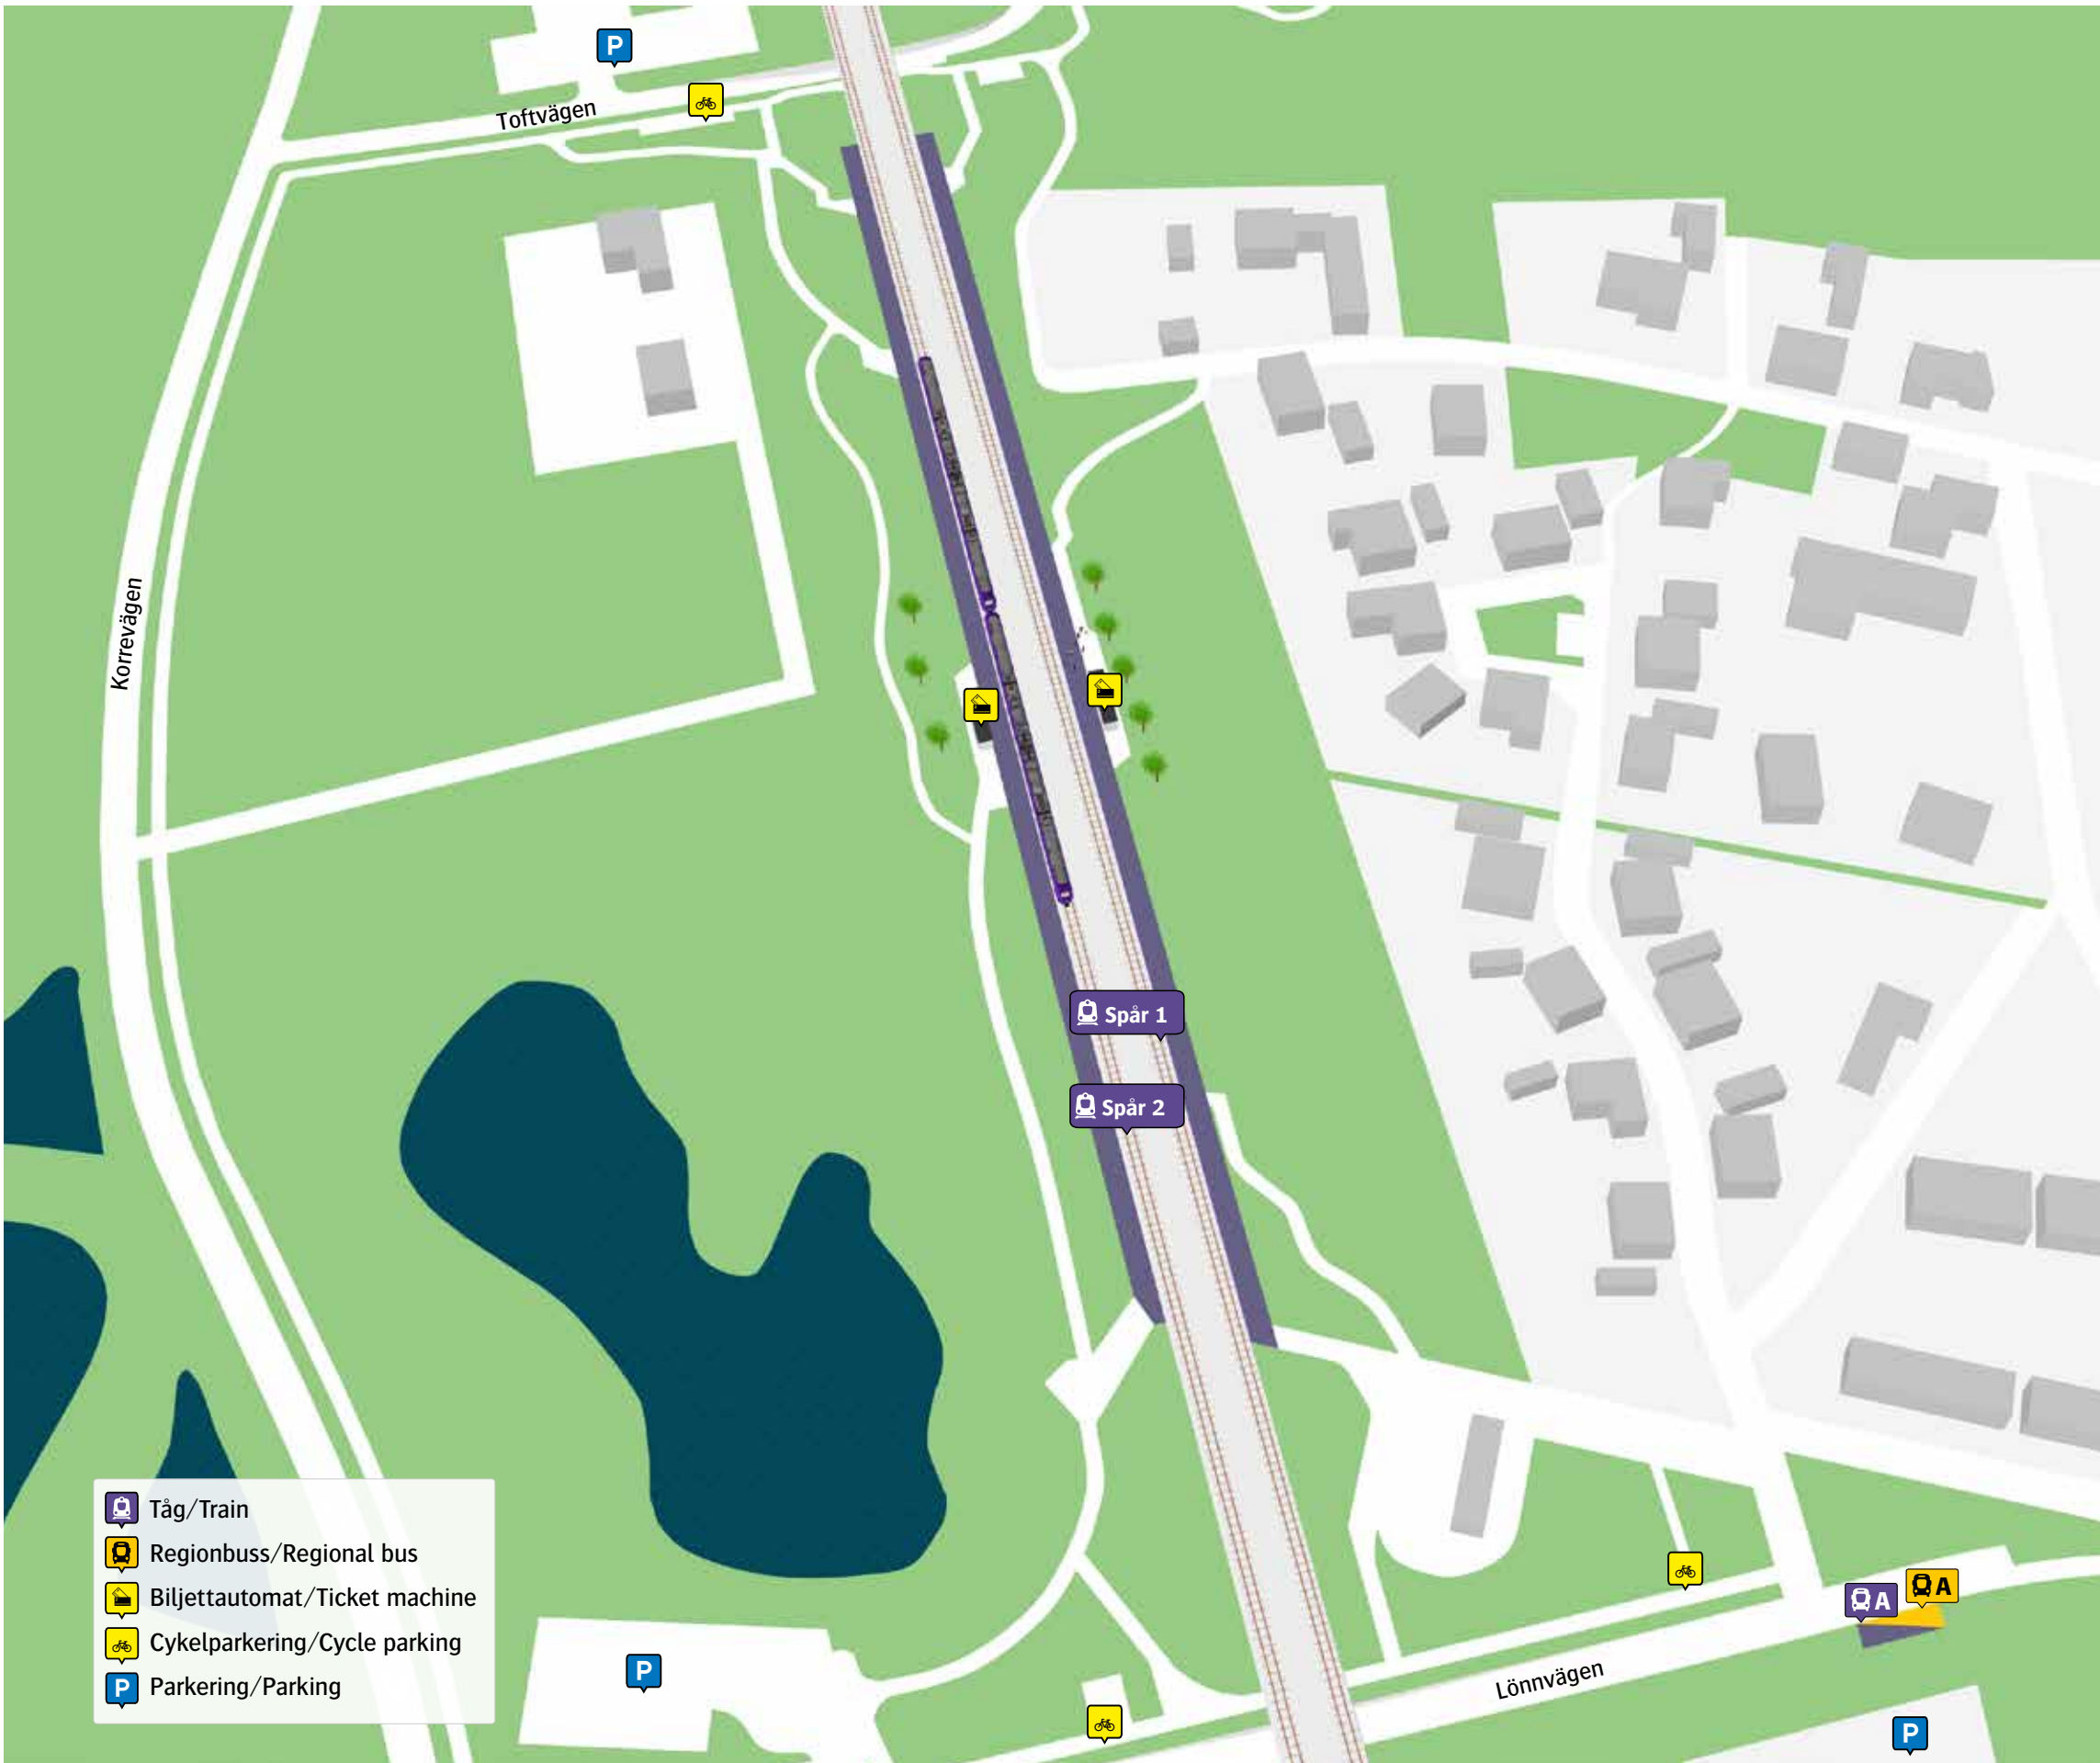 P
Toftvägen
Korrevägen
Spår 1
Spår 2
Tåg/Train
Regionbuss/Regional bus
Biljettautomat/Ticket machine
Cykelparkering/Cycle parking
P Parkering/Parking
P
A
A
Lönnvägen
P